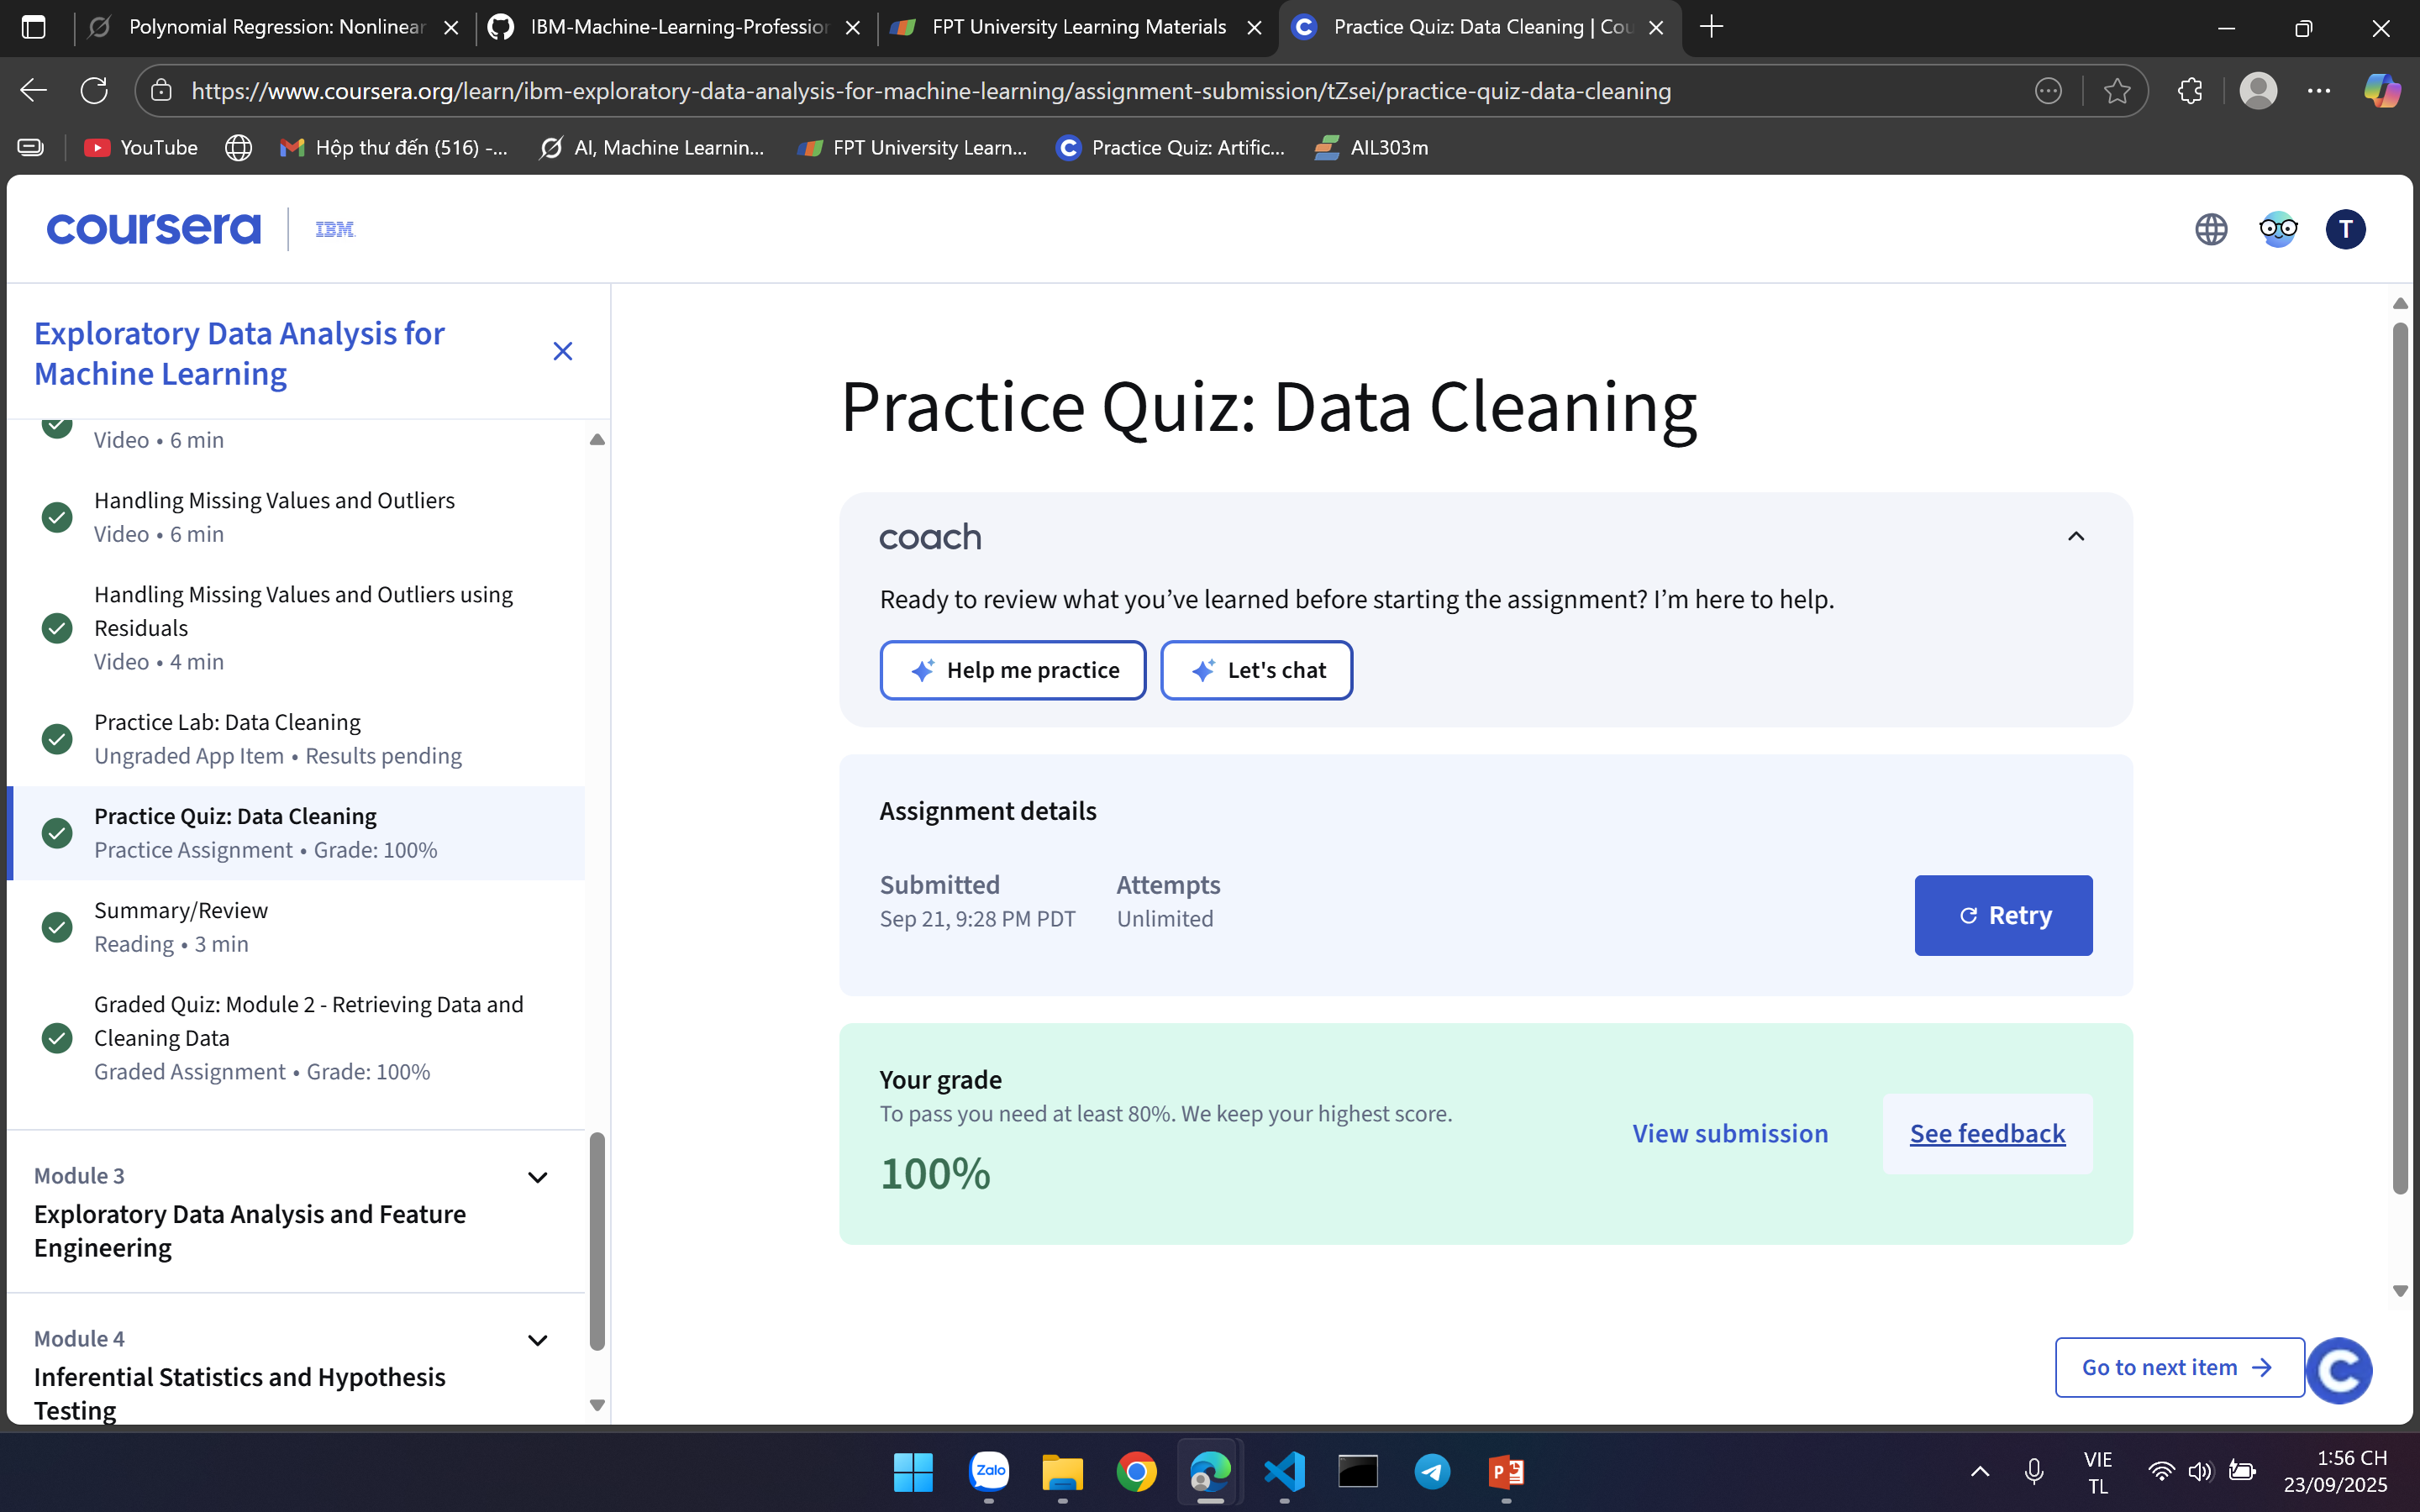 Polynomial Regression: Nonlinear
IBM-Machine-Learning-Profession
FPT University Learning Materials
Practice Quiz: Data Cleaning | Cou
https://www.coursera.org/learn/ibm-exploratory-data-analysis-for-machine-learning/assignment-submission/tZsei/practice-quiz-data-cleaning
YouTube
Hộp thư đến (516) -...
AI, Machine Learnin...
FPT University Learn...
Practice Quiz: Artific...
AIL303m
coursera
IBM
T
Exploratory Data Analysis for
Machine Learning
Video • 6 min
Handling Missing Values and Outliers
Video • 6 min
Handling Missing Values and Outliers using
Residuals
Video • 4 min
Practice Lab: Data Cleaning
Ungraded App Item • Results pending
Practice Quiz: Data Cleaning
Practice Assignment • Grade: 100%
Summary/Review
Reading • 3 min
Graded Quiz: Module 2 - Retrieving Data and
Cleaning Data
Graded Assignment • Grade: 100%
Module 3
Exploratory Data Analysis and Feature
Engineering
Module 4
Inferential Statistics and Hypothesis
Testing
Practice Quiz: Data Cleaning
coach
Ready to review what you’ve learned before starting the assignment? I’m here to help.
Help me practice
Let's chat
Assignment details
Submitted
Sep 21, 9:28 PM PDT
Attempts
Unlimited
Retry
Your grade
To pass you need at least 80%. We keep your highest score.
100%
View submission
See feedback
Go to next item
Zalo
VIE
TL
1:56 CH
23/09/2025